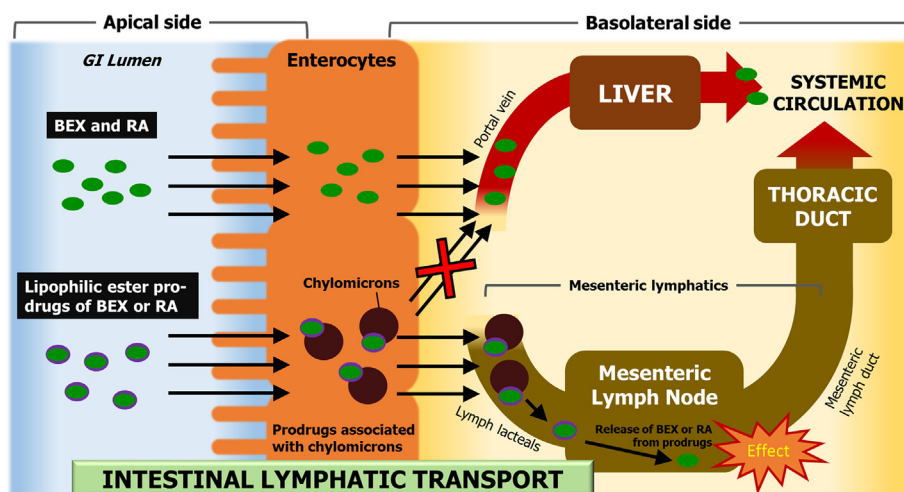 Apical side
Basolateral side
GI Lumen
Enterocytes
BEX and RA
Portal vein
LIVER
SYSTEMIC
CIRCULATION
THORACIC
DUCT
Lipophilic ester pro-
drugs of BEX or RA
Chylomicrons
Mesenteric lymphatics
Mesenteric
Lymph Node
Mesenteric
lymph duct
Lymph lacteals
Release of BEX or RA
from prodrugs
Effect
Prodrugs associated
with chylomicrons
INTESTINAL LYMPHATIC TRANSPORT